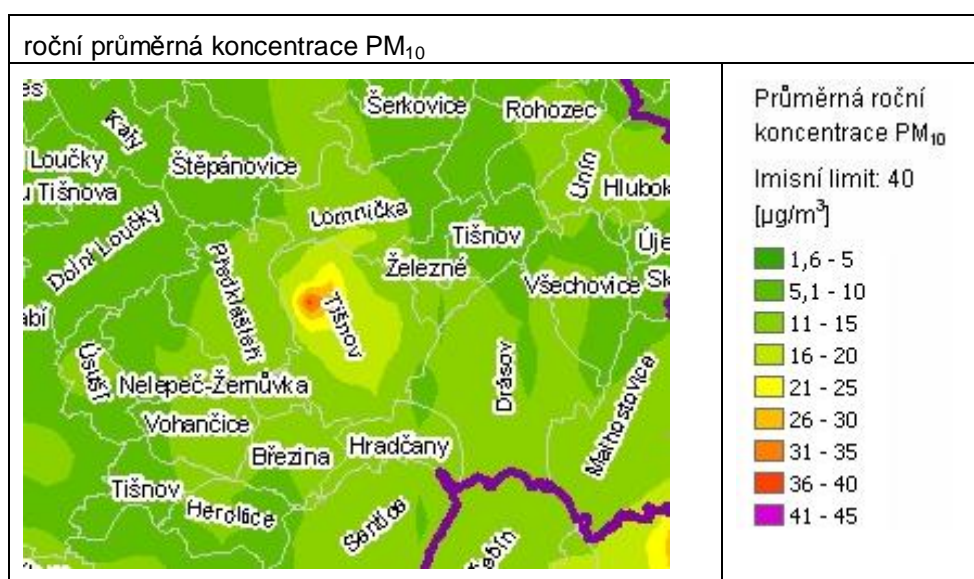 roční průměrná koncentrace PM₁₀
Šerkovice
Rohozec
Kaly
Loučky
Štěpánovice
Unín
Hlubok
u Tišnova
Lomnička
Tišnov
Dolní Loučky
Předklášteří
Železné
Všechovice
Sk
Tišnov
Úsuší
Nelepeč-Žernůvka
Drásov
Malhostovice
Vohančice
Březina
Hradčany
Tišnov
Heroltice
Sentice
Průměrná roční
koncentrace PM₁₀
Imisní limit: 40
[µg/m³]
1,6 - 5
5,1 - 10
11 - 15
16 - 20
21 - 25
26 - 30
31 - 35
36 - 40
41 - 45